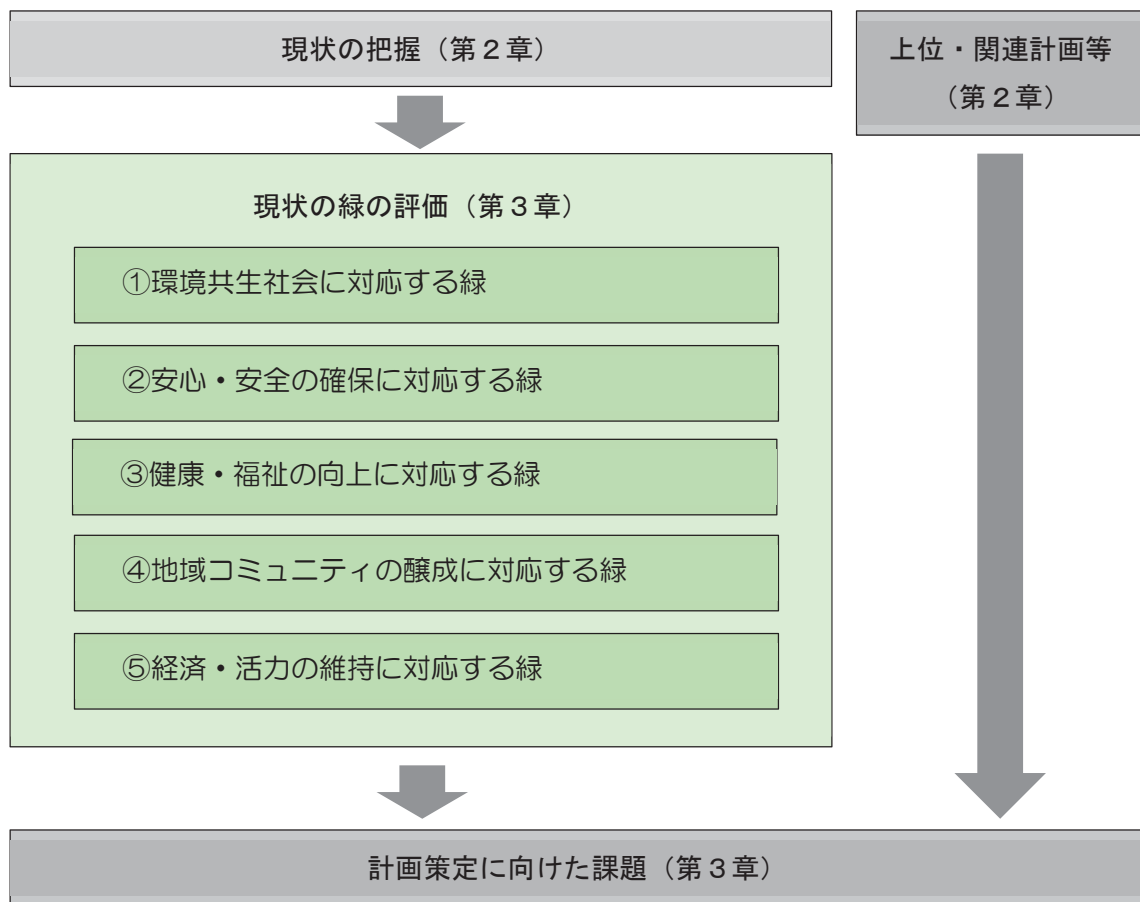 現状の把握（第２章）
上位・関連計画等
（第２章）
現状の緑の評価（第３章）
①環境共生社会に対応する緑
②安心・安全の確保に対応する緑
③健康・福祉の向上に対応する緑
④地域コミュニティの醸成に対応する緑
⑤経済・活力の維持に対応する緑
計画策定に向けた課題（第３章）